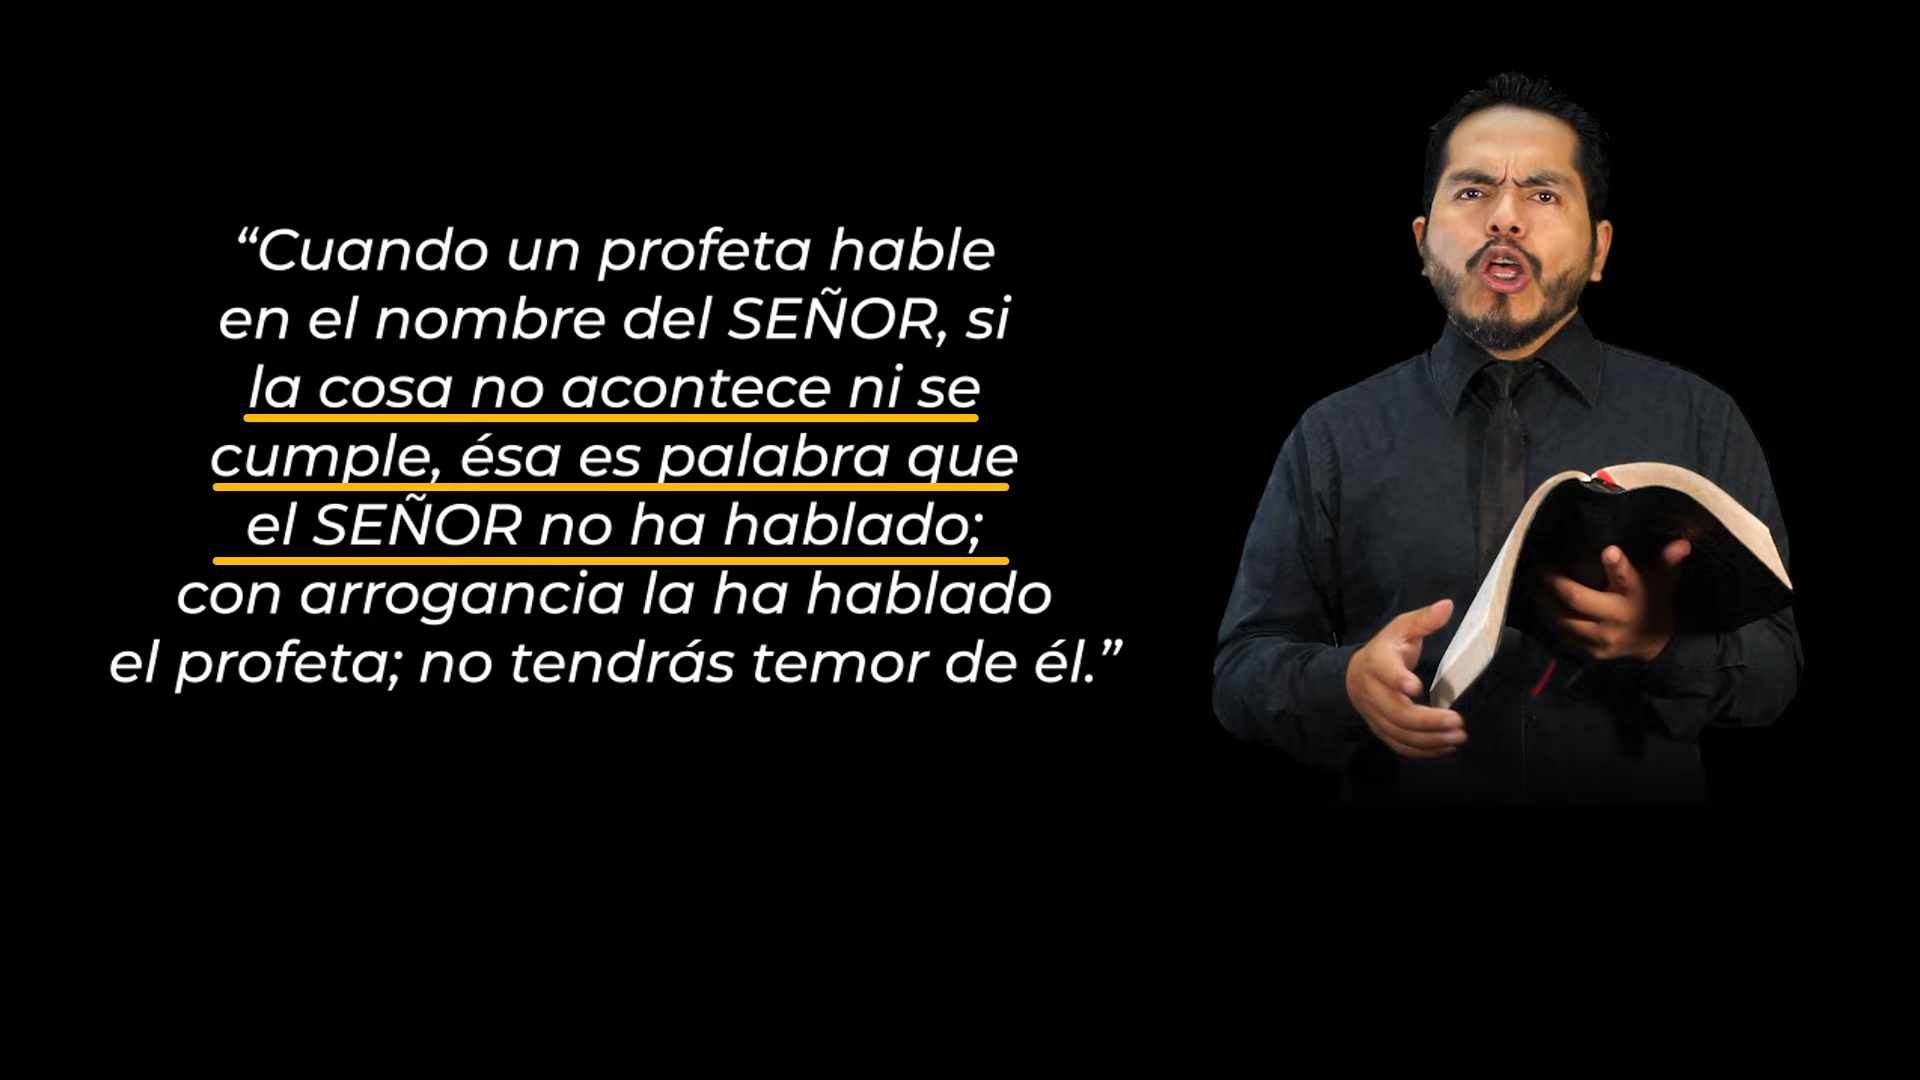 “Cuando un profeta hable
en el nombre del SEÑOR, si
la cosa no acontece ni se
cumple, ésa es palabra que
el SEÑOR no ha hablado;
con arrogancia la ha hablado
el profeta; no tendrás temor de él.”